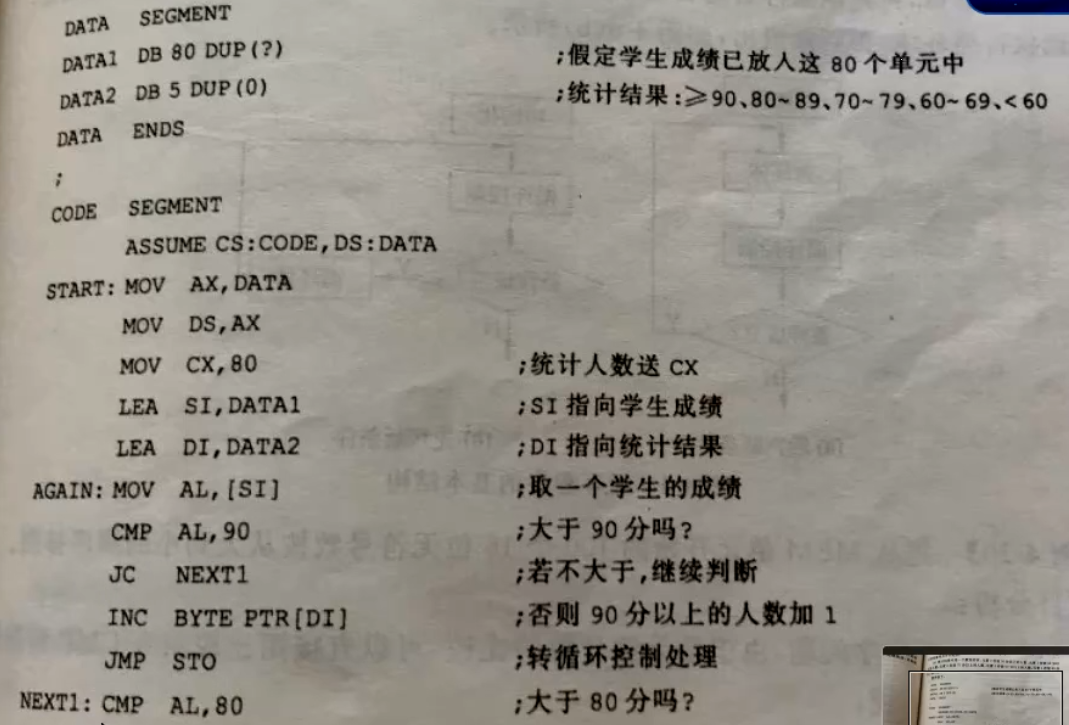 DATA SEGMENT
DATA1 DB 80 DUP(?) ;假定学生成绩已放入这 80 个单元中
DATA2 DB 5 DUP(0) ;统计结果:≥90、80~89、70~79、60~69、<60
DATA ENDS
;
CODE SEGMENT
ASSUME CS:CODE,DS:DATA
START: MOV AX,DATA
MOV DS,AX
MOV CX,80 ;统计人数送 CX
LEA SI,DATA1 ;SI 指向学生成绩
LEA DI,DATA2 ;DI 指向统计结果
AGAIN: MOV AL,[SI] ;取一个学生的成绩
CMP AL,90 ;大于 90 分吗?
JC NEXT1 ;若不大于,继续判断
INC BYTE PTR[DI] ;否则 90 分以上的人数加 1
JMP STO ;转循环控制处理
NEXT1: CMP AL,80 ;大于 80 分吗?